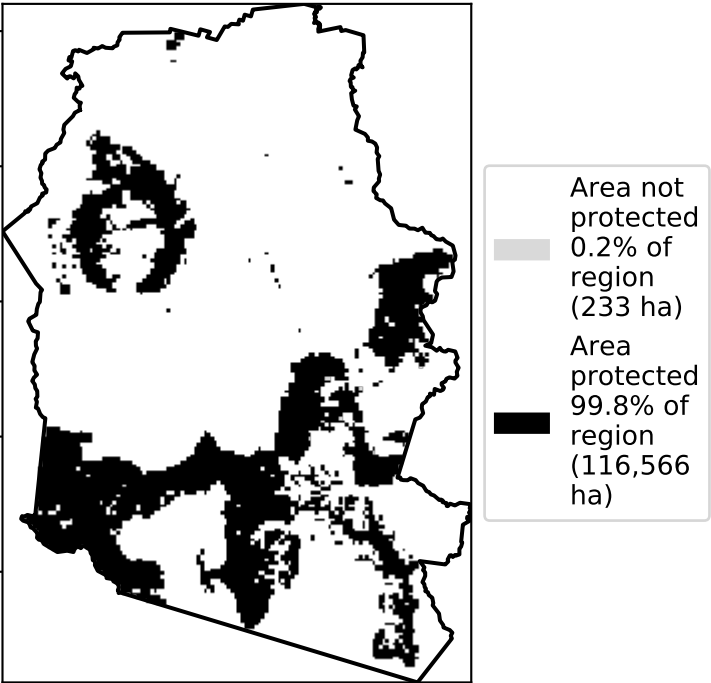 Area not
protected
0.2% of
region
(233 ha)
Area
protected
99.8% of
region
(116,566
ha)